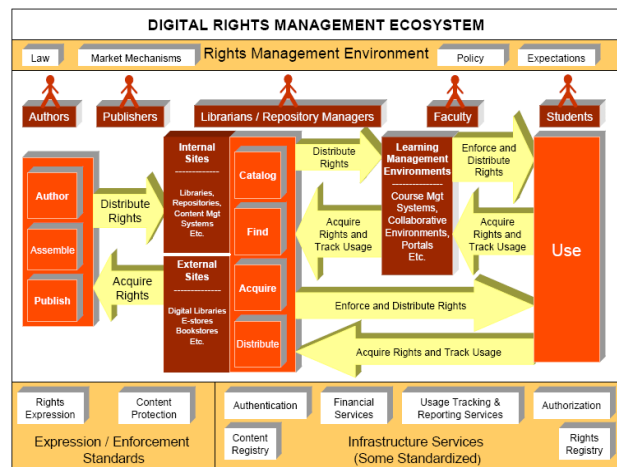 DIGITAL RIGHTS MANAGEMENT ECOSYSTEM
Rights Management Environment
Law
Market Mechanisms
Policy
Expectations
Authors
Publishers
Librarians / Repository Managers
Faculty
Students
Author
Assemble
Publish
Distribute
Rights
Acquire
Rights
Internal
Sites
---------------
Libraries,
Repositories,
Content Mgt
Systems
Etc.
External
Sites
---------------
Digital Libraries
E-stores
Bookstores
Etc.
Catalog
Find
Acquire
Distribute
Distribute
Rights
Acquire
Rights and
Track Usage
Learning
Management
Environments
---------------
Course Mgt
Systems,
Collaborative
Environments,
Portals
Etc.
Enforce and
Distribute
Rights
Acquire
Rights and
Track Usage
Enforce and Distribute Rights
Acquire Rights and Track Usage
Use
Rights
Expression
Content
Protection
Expression / Enforcement
Standards
Authentication
Financial
Services
Usage Tracking &
Reporting Services
Authorization
Content
Registry
Rights
Registry
Infrastructure Services
(Some Standardized)